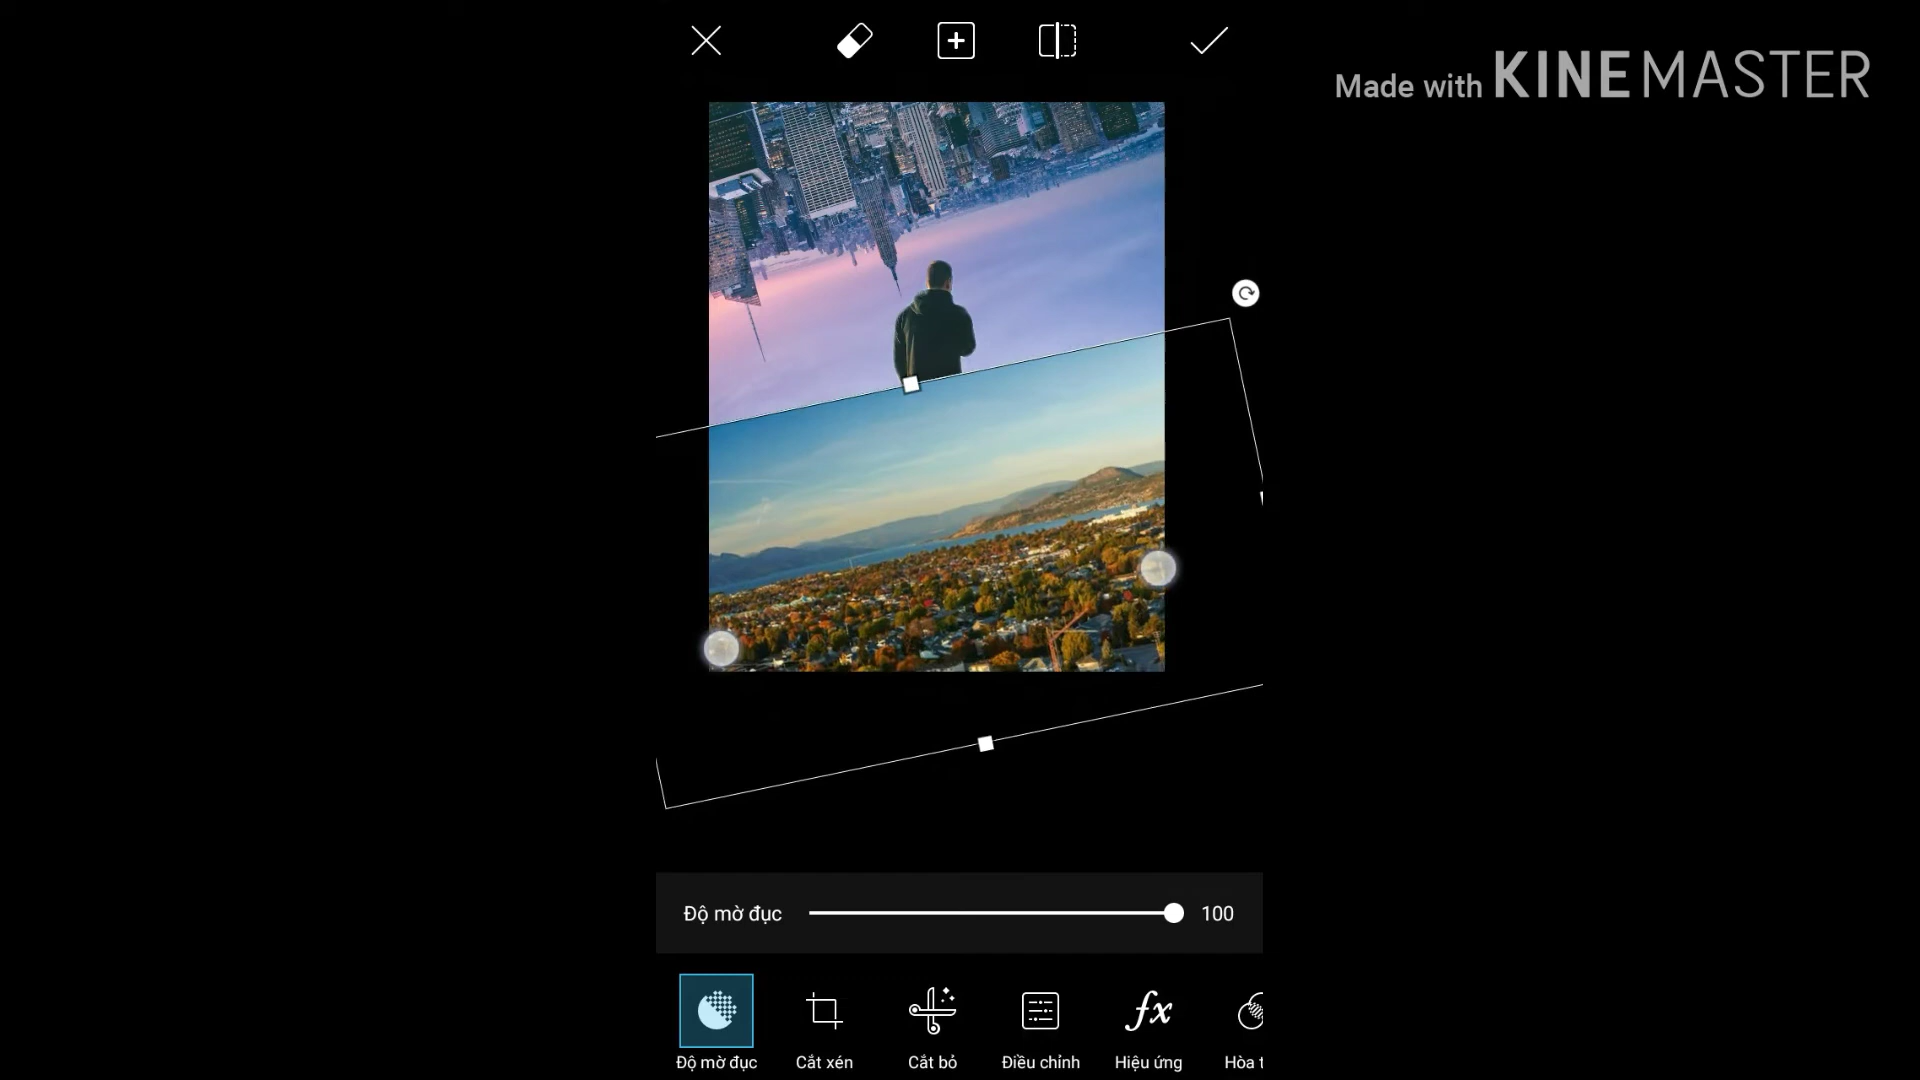 Made with KINEMASTER
Độ mờ đục 100
Độ mờ đục Cắt xén Cắt bỏ Điều chỉnh Hiệu ứng Hòa t